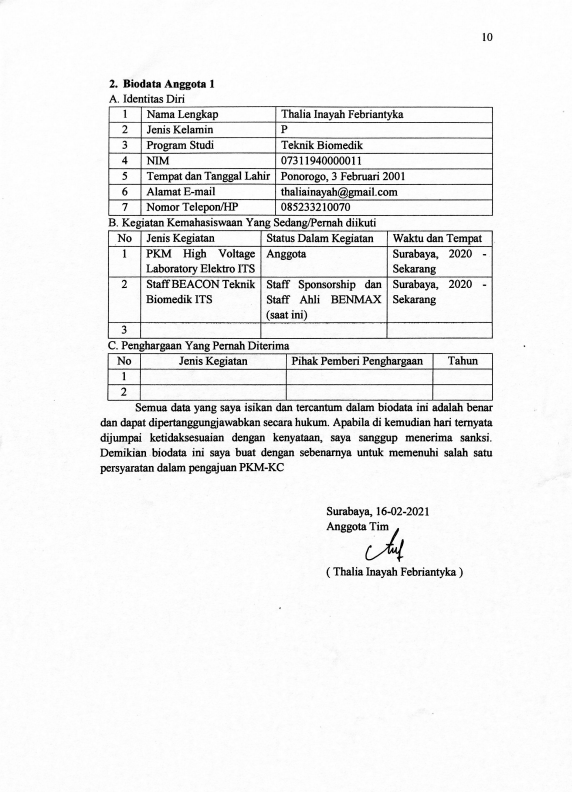 10
2. Biodata Anggota 1
A. Identitas Diri
1 Nama Lengkap Thalia Inayah Febriantyka
2 Jenis Kelamin P
3 Program Studi Teknik Biomedik
4 NIM 07311940000011
5 Tempat dan Tanggal Lahir Ponorogo, 3 Februari 2001
6 Alamat E-mail thaliainayah@gmail.com
7 Nomor Telepon/HP 085233210070
B. Kegiatan Kemahasiswaan Yang Sedang/Pernah diikuti
No Jenis Kegiatan Status Dalam Kegiatan Waktu dan Tempat
1 PKM High Voltage Anggota Surabaya, 2020 -
Laboratory Elektro ITS Sekarang
2 Staff BEACON Teknik Staff Sponsorship dan Surabaya, 2020 -
Biomedik ITS Staff Ahli BENMAX Sekarang
(saat ini)
3
C. Penghargaan Yang Pernah Diterima
No Jenis Kegiatan Pihak Pemberi Penghargaan Tahun
1
2
Semua data yang saya isikan dan tercantum dalam biodata ini adalah benar
dan dapat dipertanggungjawabkan secara hukum. Apabila di kemudian hari ternyata
dijumpai ketidaksesuaian dengan kenyataan, saya sanggup menerima sanksi.
Demikian biodata ini saya buat dengan sebenarnya untuk memenuhi salah satu
persyaratan dalam pengajuan PKM-KC
Surabaya, 16-02-2021
Anggota Tim
( Thalia Inayah Febriantyka )